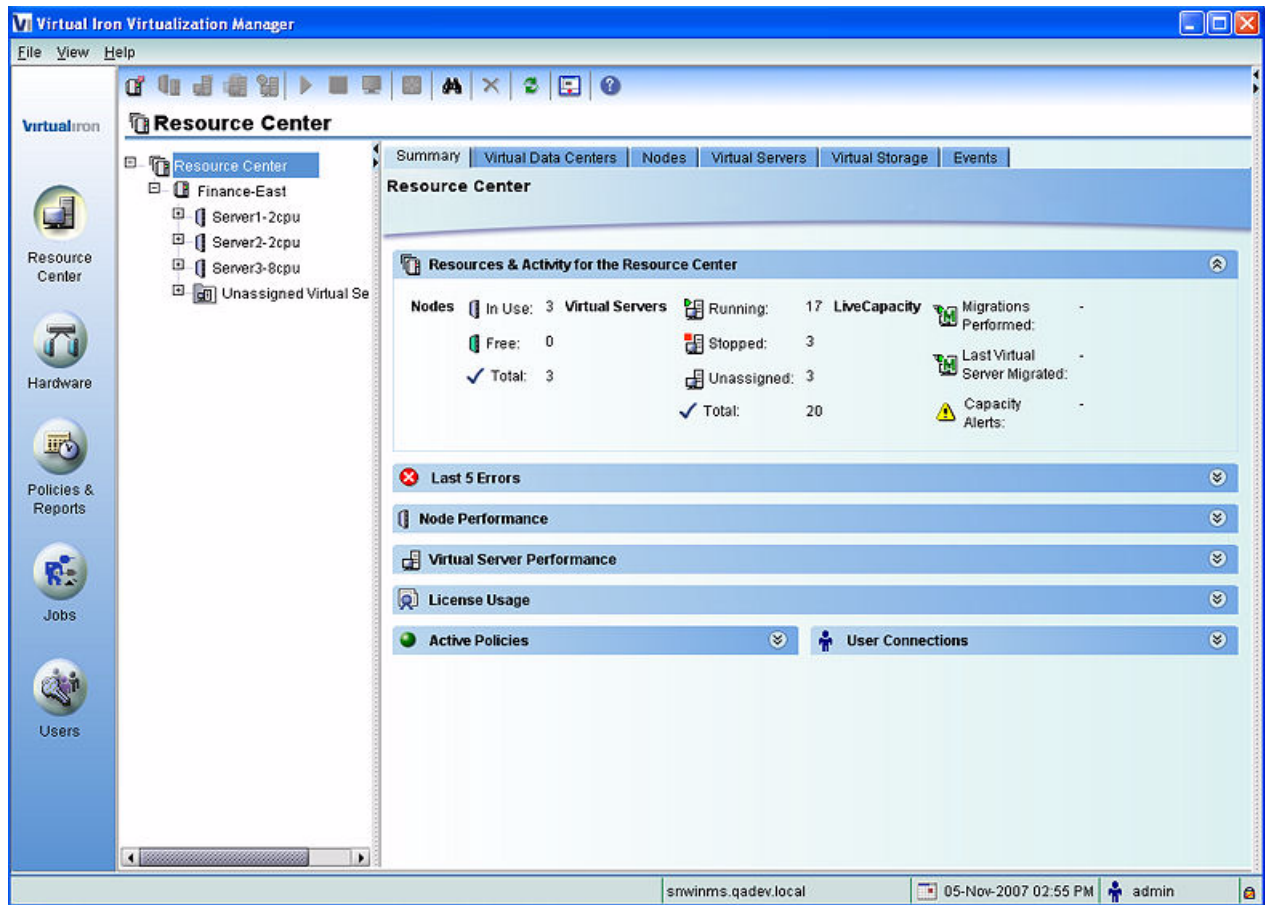 Virtual Iron Virtualization Manager
File View Help
Virtualiron
Resource Center
Resource Center
Finance-East
Server1-2cpu
Server2-2cpu
Server3-8cpu
Unassigned Virtual Se
Resource
Center
Hardware
Policies &
Reports
Jobs
Users
Summary Virtual Data Centers Nodes Virtual Servers Virtual Storage Events
Resource Center
Resources & Activity for the Resource Center
Nodes In Use: 3 Virtual Servers Running: 17 LiveCapacity Migrations
Performed: -
Free: 0 Stopped: 3 Last Virtual
Server Migrated: -
Total: 3 Unassigned: 3
Total: 20 Capacity
Alerts: -
Last 5 Errors
Node Performance
Virtual Server Performance
License Usage
Active Policies User Connections
snwinms.qadev.local 05-Nov-2007 02:55 PM admin